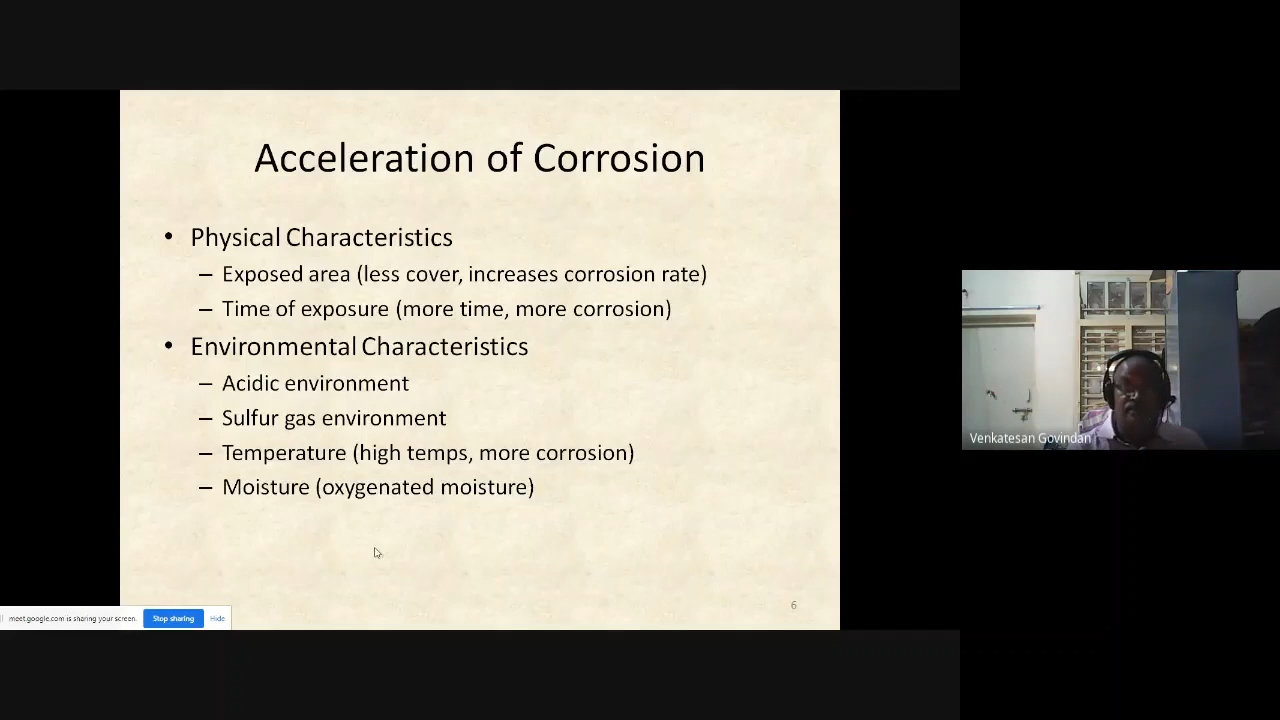 Acceleration of Corrosion
• Physical Characteristics
– Exposed area (less cover, increases corrosion rate)
– Time of exposure (more time, more corrosion)
• Environmental Characteristics
– Acidic environment
– Sulfur gas environment
– Temperature (high temps, more corrosion)
– Moisture (oxygenated moisture)
6
meet.google.com is sharing your screen. Stop sharing Hide
Venkatesan Govindan